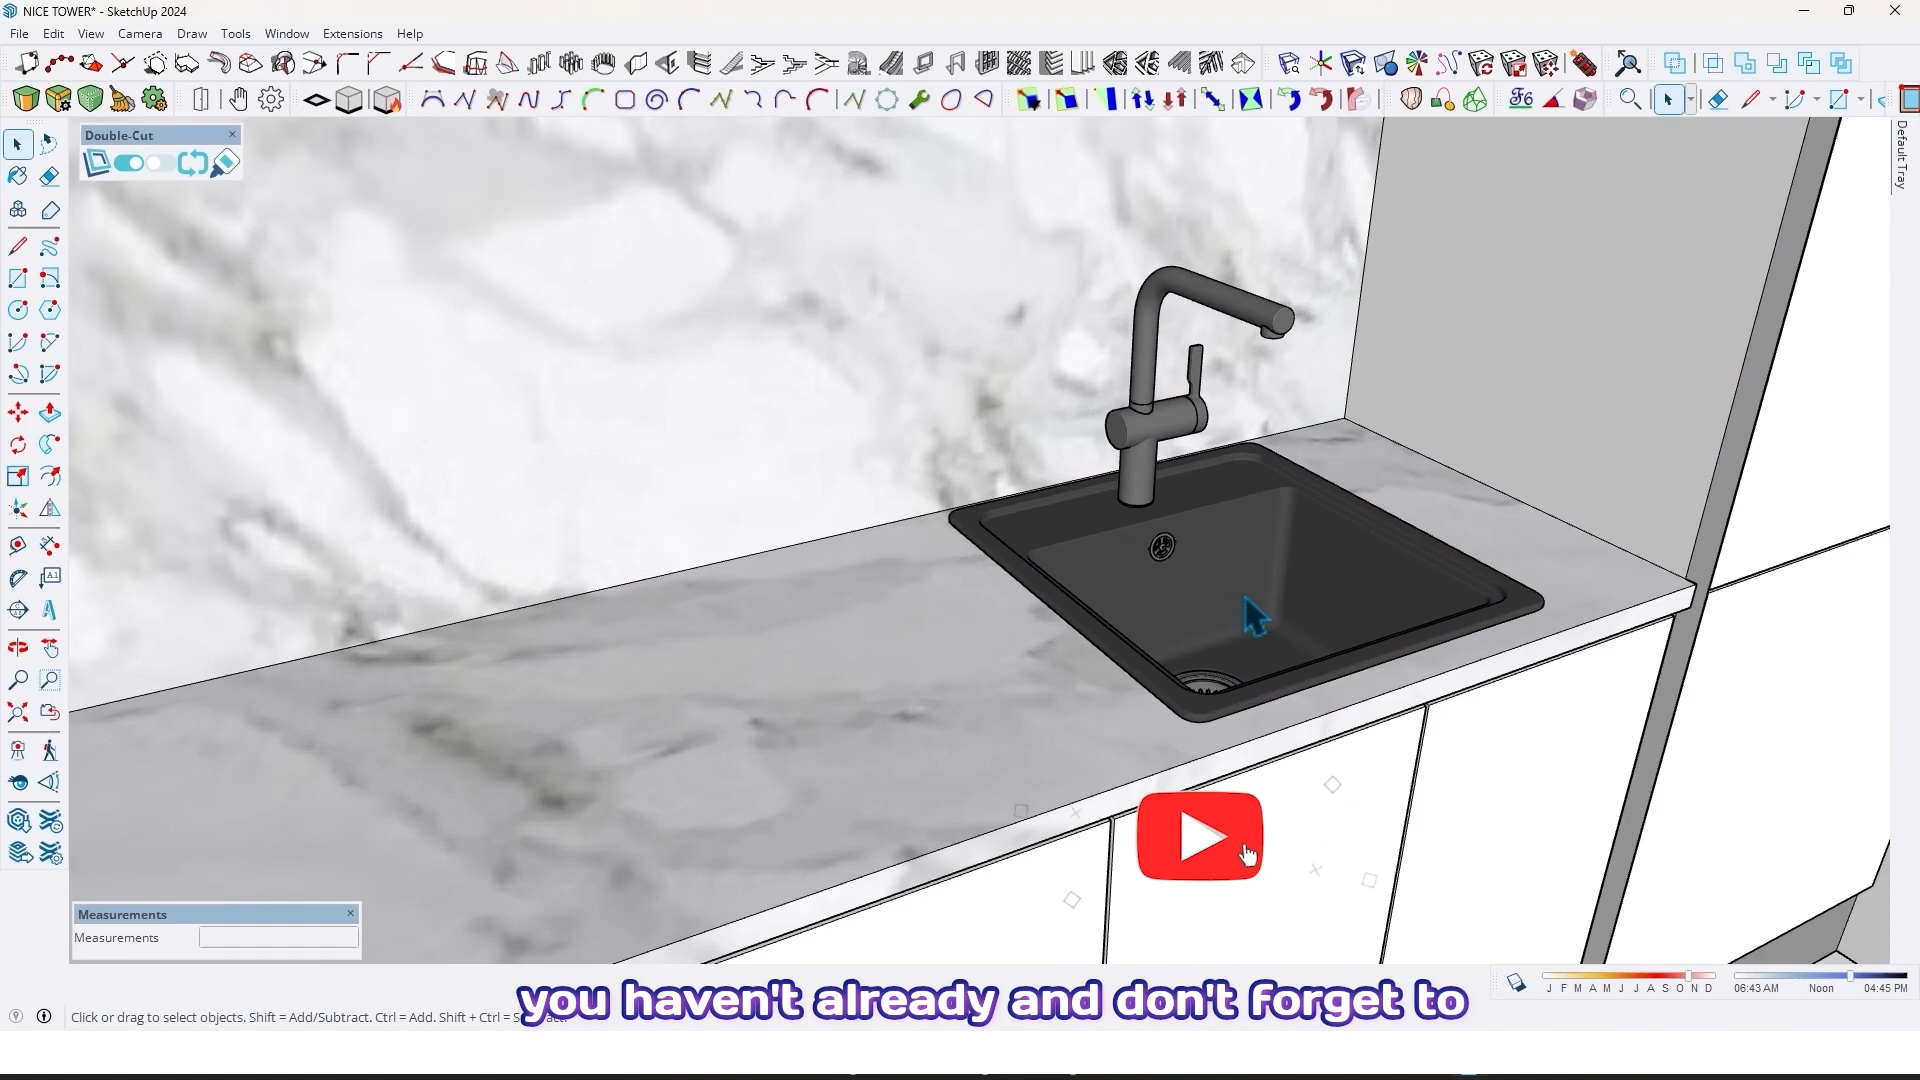 NICE TOWER* - SketchUp 2024
File Edit View Camera Draw Tools Window Extensions Help
F6
Double-Cut
Default Tray
A1
Measurements
Measurements
J F M A M J J A S O N D
06:43 AM Noon 04:45 PM
Click or drag to select objects. Shift = Add/Subtract. Ctrl = Add. Shift + Ctrl =
you haven't already and don't forget to